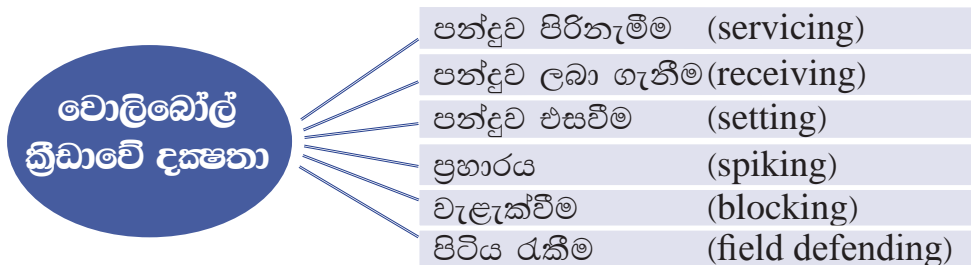 වොලිබෝල්
ක්‍රීඩාවේ දක්‍ෂතා
පන්දුව පිරිනැමීම (servicing)
පන්දුව ලබා ගැනීම (receiving)
පන්දුව එසවීම (setting)
ප්‍රහාරය (spiking)
වැළැක්වීම (blocking)
පිටිය රැකීම (field defending)